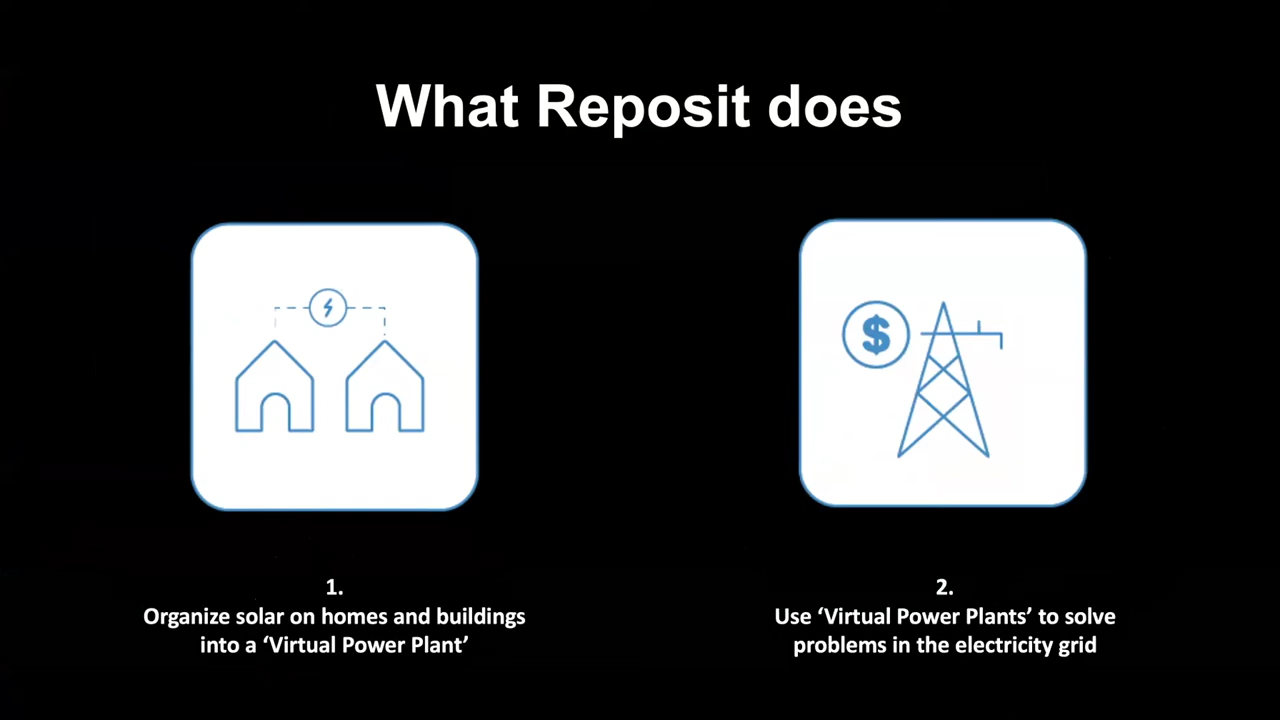 What Reposit does
$
1.
Organize solar on homes and buildings
into a ‘Virtual Power Plant’
2.
Use ‘Virtual Power Plants’ to solve
problems in the electricity grid